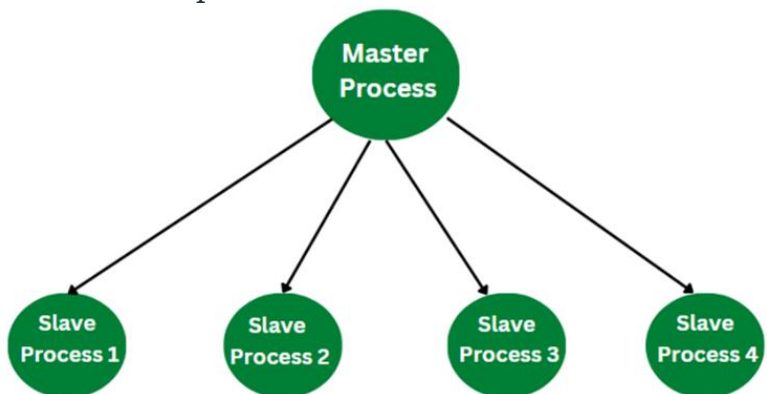 Master
Process
Slave
Process 1
Slave
Process 2
Slave
Process 3
Slave
Process 4